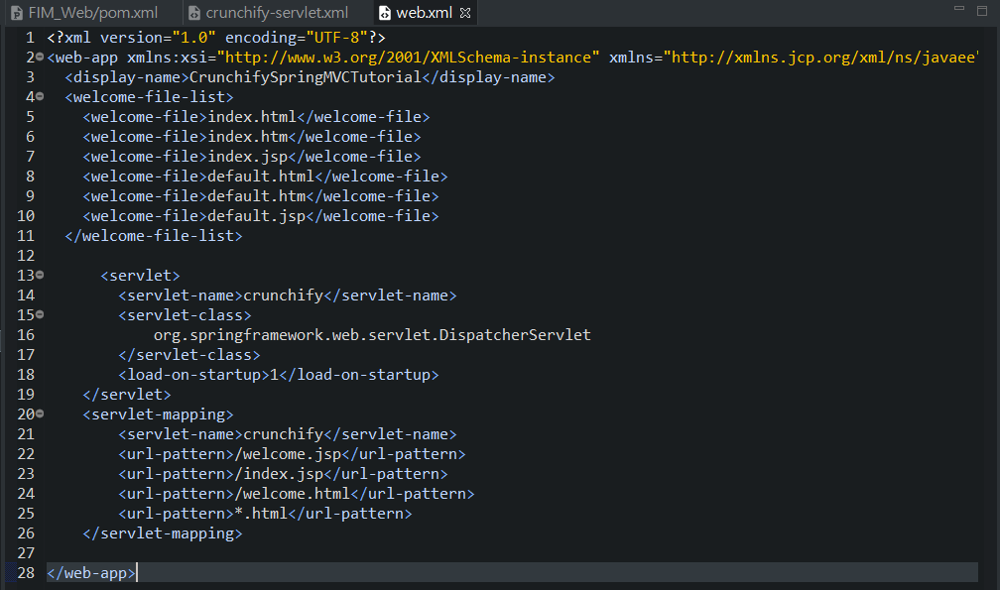 FIM_Web/pom.xml crunchify-servlet.xml web.xml
1 <?xml version="1.0" encoding="UTF-8"?>
2 <web-app xmlns:xsi="http://www.w3.org/2001/XMLSchema-instance" xmlns="http://xmlns.jcp.org/xml/ns/javaee"
3 <display-name>CrunchifySpringMVCTutorial</display-name>
4 <welcome-file-list>
5 <welcome-file>index.html</welcome-file>
6 <welcome-file>index.htm</welcome-file>
7 <welcome-file>index.jsp</welcome-file>
8 <welcome-file>default.html</welcome-file>
9 <welcome-file>default.htm</welcome-file>
10 <welcome-file>default.jsp</welcome-file>
11 </welcome-file-list>
12
13 <servlet>
14 <servlet-name>crunchify</servlet-name>
15 <servlet-class>
16 org.springframework.web.servlet.DispatcherServlet
17 </servlet-class>
18 <load-on-startup>1</load-on-startup>
19 </servlet>
20 <servlet-mapping>
21 <servlet-name>crunchify</servlet-name>
22 <url-pattern>/welcome.jsp</url-pattern>
23 <url-pattern>/index.jsp</url-pattern>
24 <url-pattern>/welcome.html</url-pattern>
25 <url-pattern>*.html</url-pattern>
26 </servlet-mapping>
27
28 </web-app>